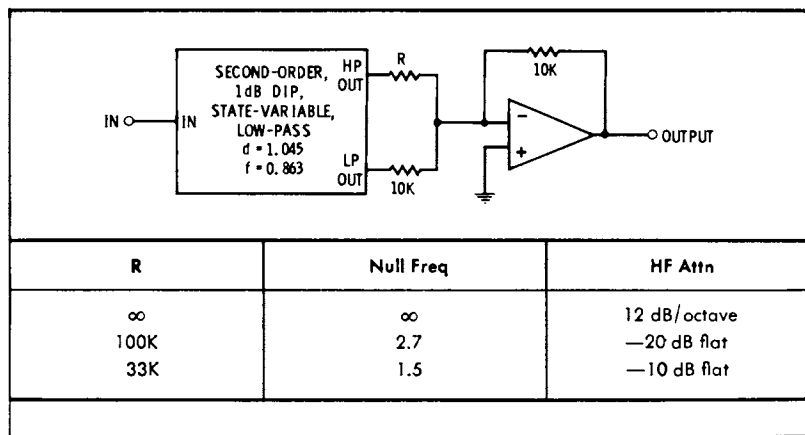 SECOND-ORDER,
1dB DIP,
STATE-VARIABLE,
LOW-PASS
d = 1.045
f = 0.863
IN
IN
HP
OUT
LP
OUT
R
10K
10K
−
+
OUTPUT
R Null Freq HF Attn
∞ ∞ 12 dB/octave
100K 2.7 —20 dB flat
33K 1.5 —10 dB flat